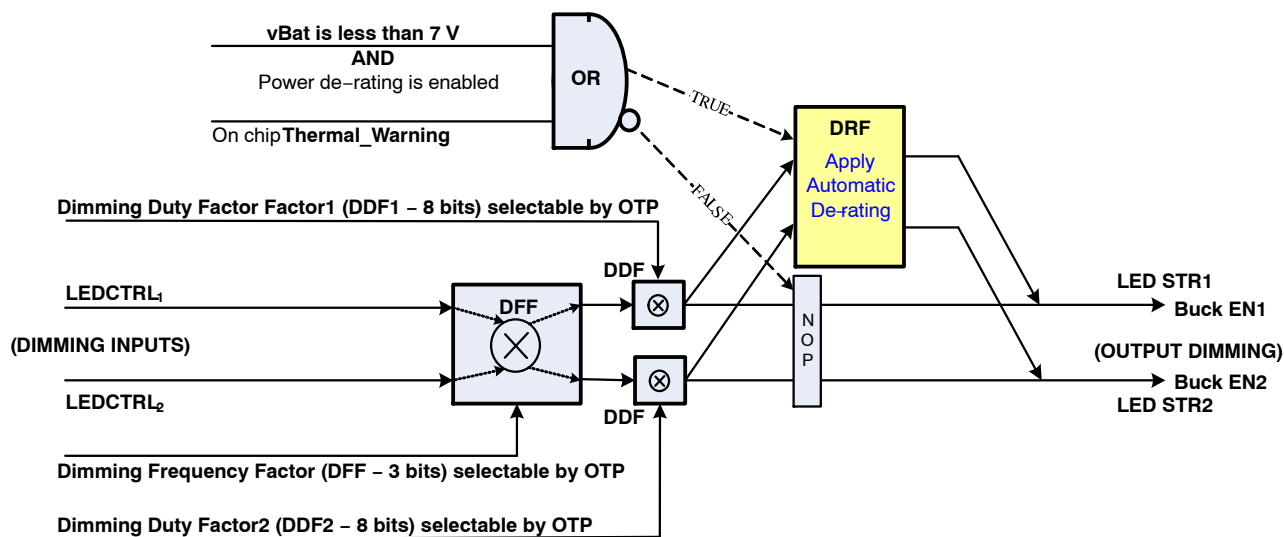 vBat is less than 7 V
AND
Power de−rating is enabled
OR
On chip Thermal_Warning
TRUE
FALSE
DRF
Apply
Automatic
De-rating
Dimming Duty Factor Factor1 (DDF1 − 8 bits) selectable by OTP
DDF
LEDCTRL1
DFF
LED STR1
Buck EN1
NOP
(DIMMING INPUTS)
(OUTPUT DIMMING)
Buck EN2
LEDCTRL2
DDF
LED STR2
Dimming Frequency Factor (DFF − 3 bits) selectable by OTP
Dimming Duty Factor2 (DDF2 − 8 bits) selectable by OTP